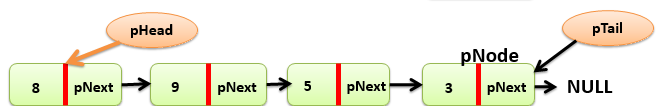 pHead
pTail
pNode
8 pNext 9 pNext 5 pNext 3 pNext NULL